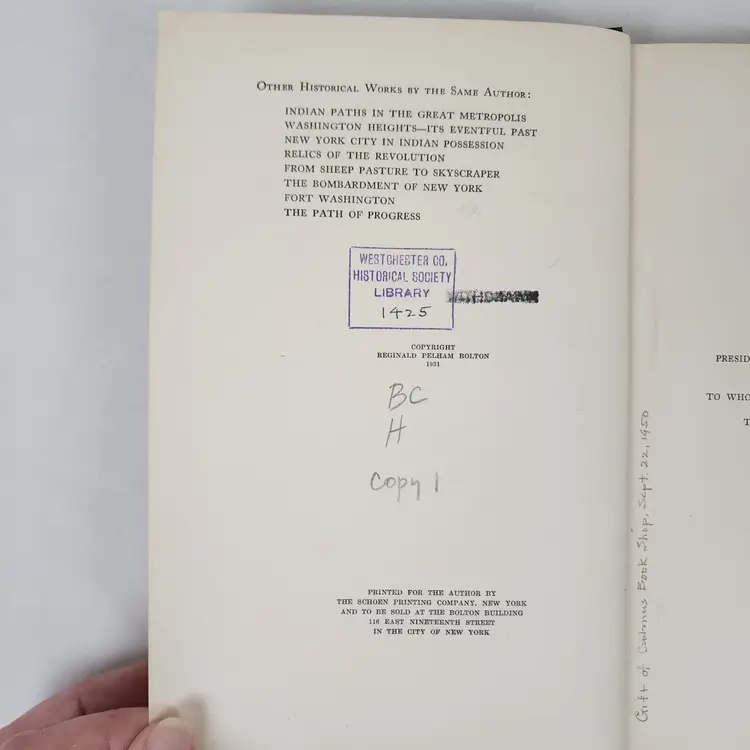 OTHER HISTORICAL WORKS BY THE SAME AUTHOR:
INDIAN PATHS IN THE GREAT METROPOLIS
WASHINGTON HEIGHTS—ITS EVENTFUL PAST
NEW YORK CITY IN INDIAN POSSESSION
RELICS OF THE REVOLUTION
FROM SHEEP PASTURE TO SKYSCRAPER
THE BOMBARDMENT OF NEW YORK
FORT WASHINGTON
THE PATH OF PROGRESS
WESTCHESTER CO.
HISTORICAL SOCIETY
LIBRARY
1425
WITHDRAWN
COPYRIGHT
REGINALD PELHAM BOLTON
1931
BC
H
Copy 1
PRINTED FOR THE AUTHOR BY
THE SCHOEN PRINTING COMPANY, NEW YORK
AND TO BE SOLD AT THE BOLTON BUILDING
116 EAST NINETEENTH STREET
IN THE CITY OF NEW YORK
Gift of Book Shop, Sept. 22, 1950
PRESID
TO WHO
T